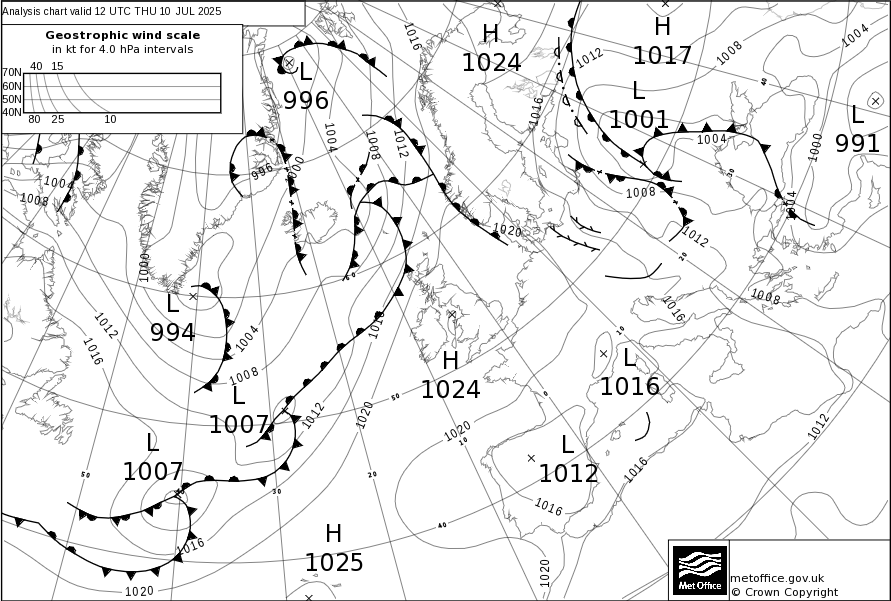 Analysis chart valid 12 UTC THU 10 JUL 2025
Geostrophic wind scale
in kt for 4.0 hPa intervals
40 15
70N
60N
50N
40N
80 25 10
L
996
H
1024
H
1017
L
1001
L
991
1016
1012
1008
1004
1016
1004
1000
1004
1008
1012
1004
996
1000
1004
1008
1008
1020
1012
1004
1008
1000
L
994
1012
1016
1004
1008
1016
1016
L
1007
1012
1020
H
1024
L
1016
1020
L
1007
L
1012
1016
1016
1012
50
50
40
30
20
10
0
10
20
30
40
40
60
1016
1020
H
1025
1020
Met Office
metoffice.gov.uk
© Crown Copyright